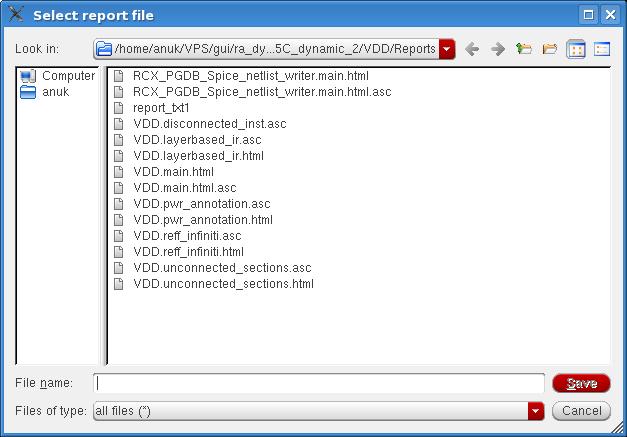 Select report file
Look in: /home/anuk/VPS/gui/ra_dy...5C_dynamic_2/VDD/Reports
Computer
anuk
RCX_PGDB_Spice_netlist_writer.main.html
RCX_PGDB_Spice_netlist_writer.main.html.asc
report_txt1
VDD.disconnected_inst.asc
VDD.layerbased_ir.asc
VDD.layerbased_ir.html
VDD.main.html
VDD.main.html.asc
VDD.pwr_annotation.asc
VDD.pwr_annotation.html
VDD.reff_infiniti.asc
VDD.reff_infiniti.html
VDD.unconnected_sections.asc
VDD.unconnected_sections.html
File name: Save
Files of type: all files (*) Cancel